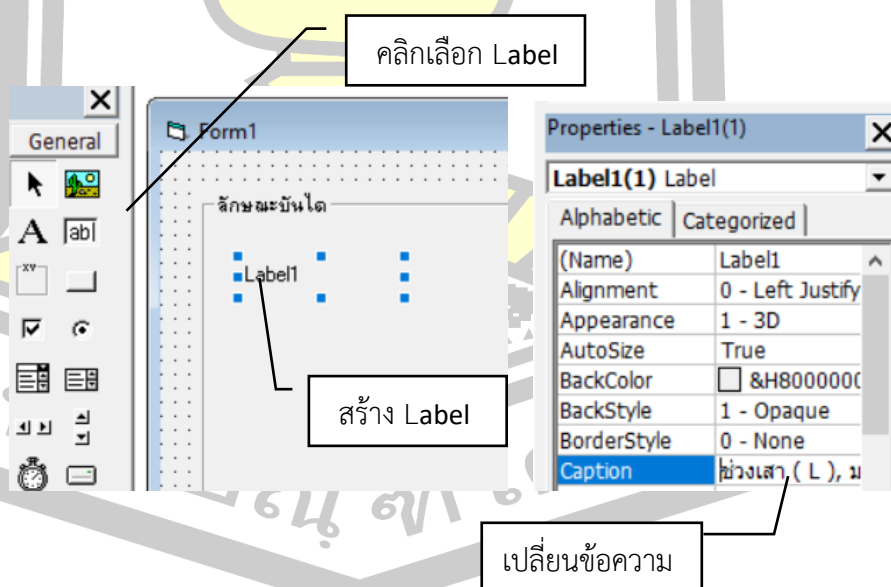 คลิกเลือก Label
General
A
ab
XY
Form1
ลักษณะบันได
Label1
สร้าง Label
Properties - Label1(1)
Label1(1) Label
Alphabetic Categorized
(Name) Label1
Alignment 0 - Left Justify
Appearance 1 - 3D
AutoSize True
BackColor &H8000000
BackStyle 1 - Opaque
BorderStyle 0 - None
Caption ช่วงเสา ( L ), ม
เปลี่ยนข้อความ